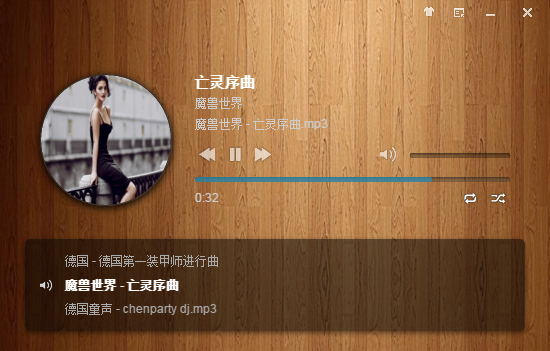 亡灵序曲
魔兽世界
魔兽世界 - 亡灵序曲.mp3
0:32
德国 - 德国第一装甲师进行曲
魔兽世界 - 亡灵序曲
德国童声 - chenparty dj.mp3